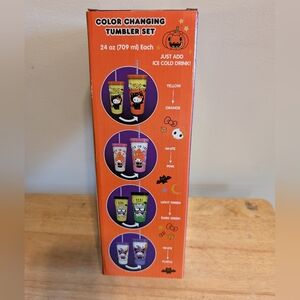 COLOR CHANGING
TUMBLER SET
24 oz (709 ml) Each
JUST ADD
ICE COLD DRINK!
YELLOW
ORANGE
WHITE
PINK
LIGHT GREEN
DARK GREEN
WHITE
PURPLE